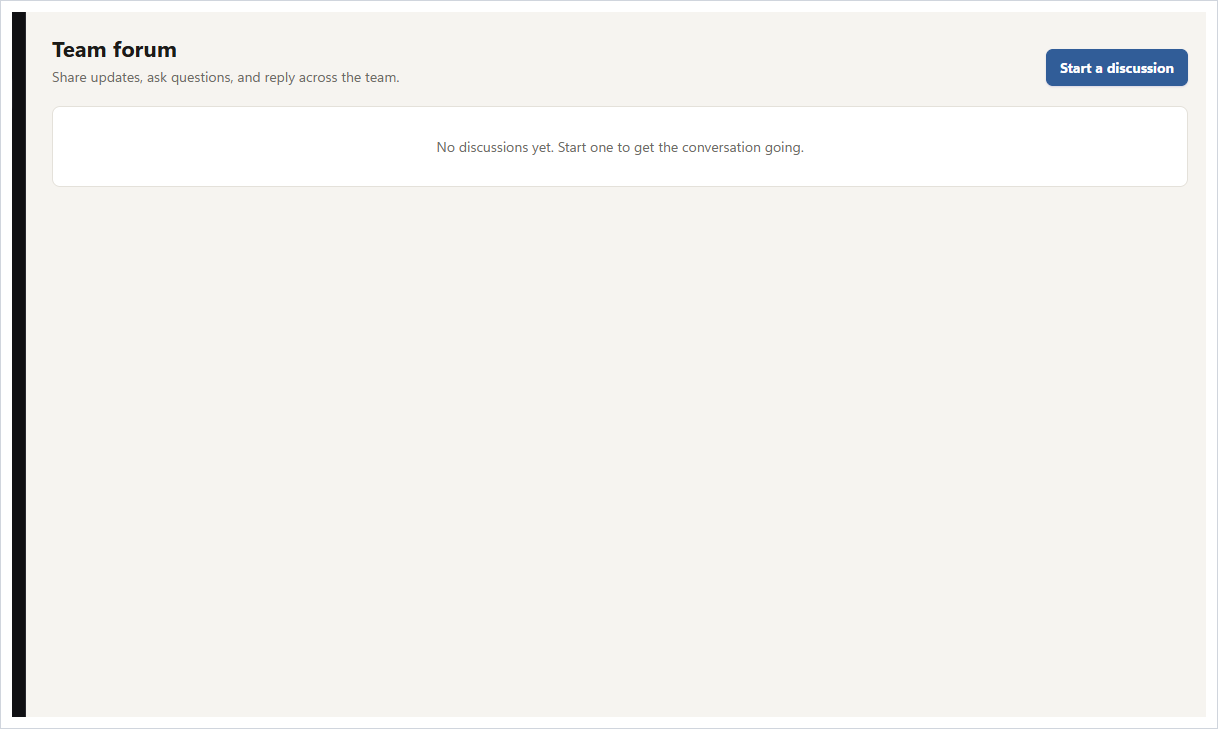 Team forum
Share updates, ask questions, and reply across the team.
Start a discussion
No discussions yet. Start one to get the conversation going.